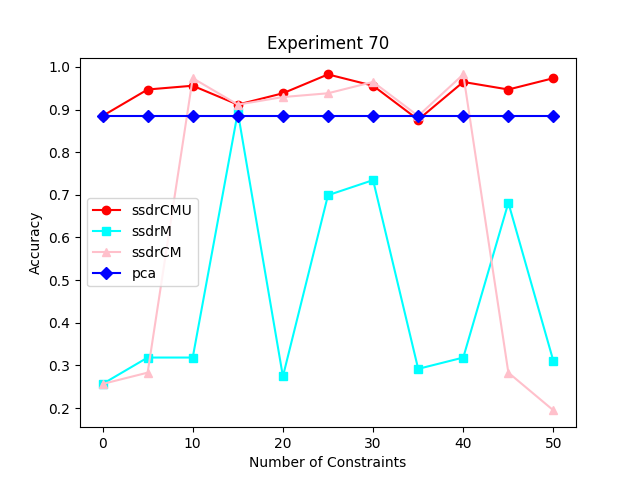 Experiment 70
1.0
0.9
0.8
0.7
0.6
0.5
0.4
0.3
0.2
Accuracy
ssdrCMU
ssdrM
ssdrCM
pca
0 10 20 30 40 50
Number of Constraints